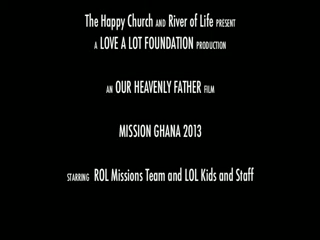 The Happy Church AND River of Life PRESENT
A LOVE A LOT FOUNDATION PRODUCTION
AN OUR HEAVENLY FATHER FILM
MISSION GHANA 2013
STARRING ROL Missions Team and LOL Kids and Staff